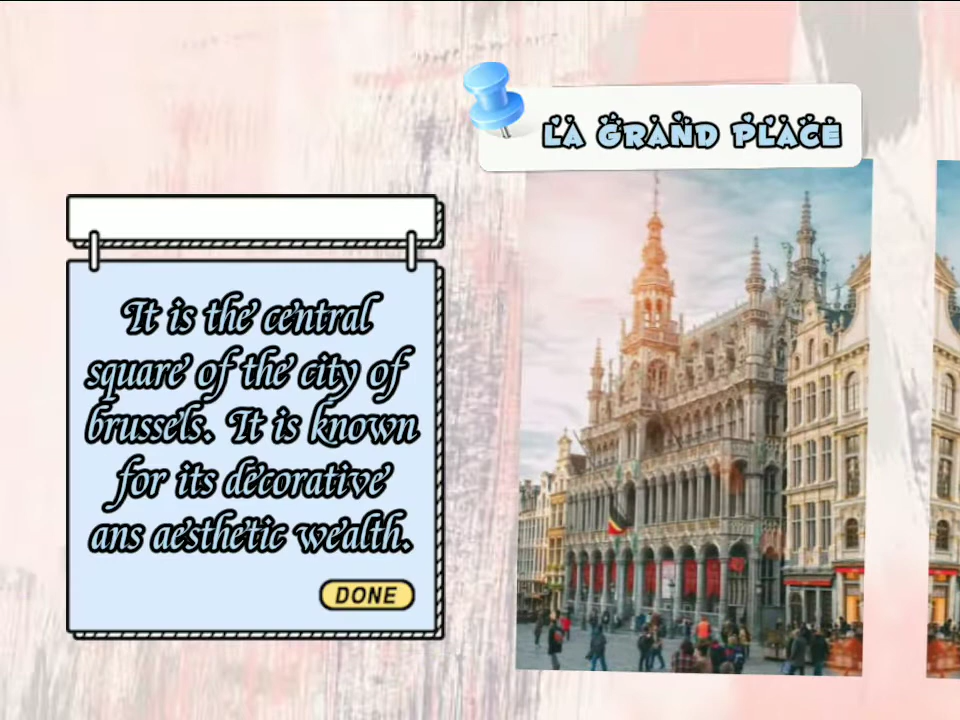 LA GRAND PLACE
It is the central
square of the city of
brussels. It is known
for its decorative
ans aesthetic wealth.
DONE